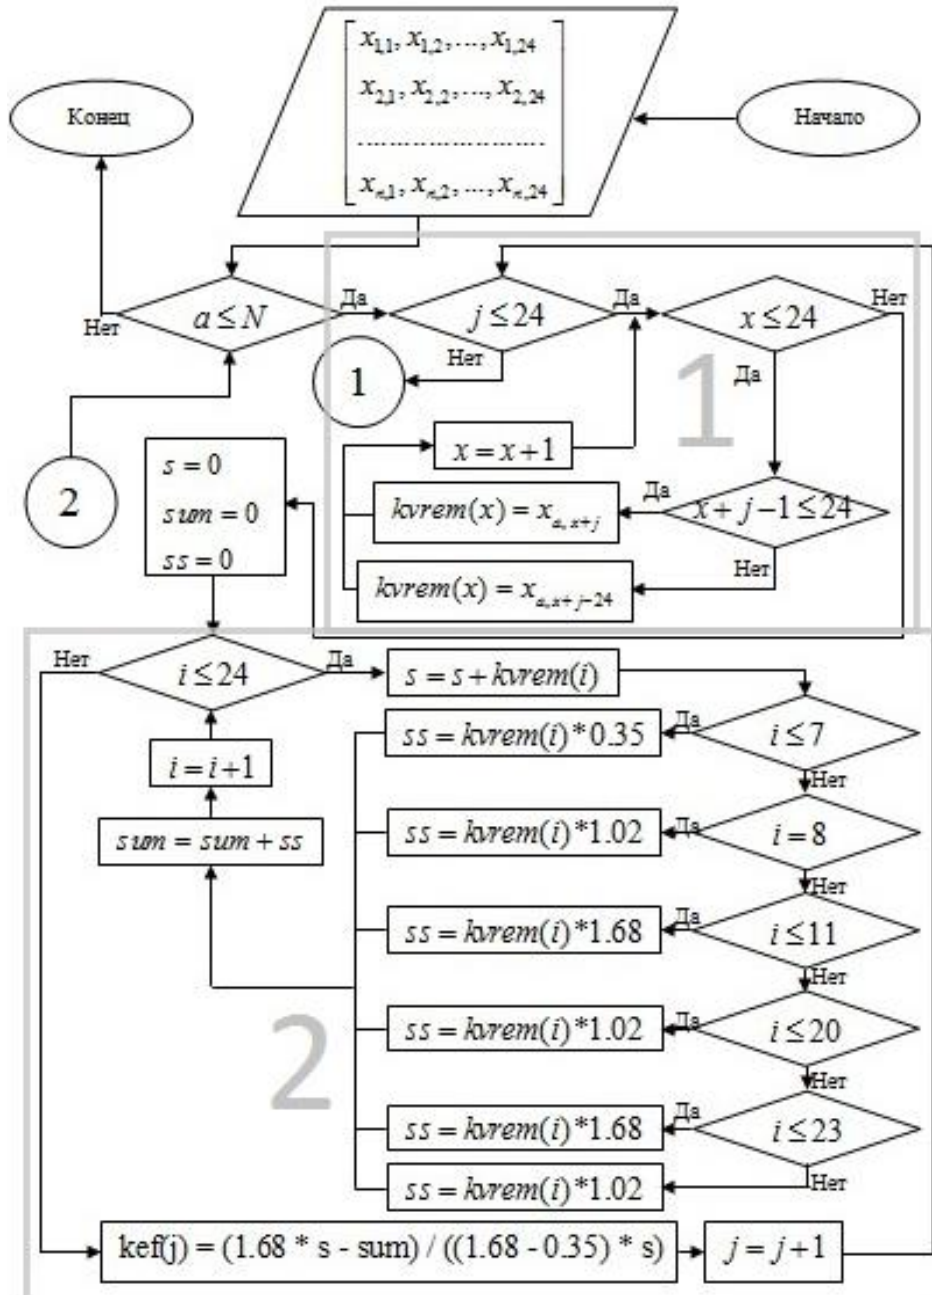 x1,1, x1,2, ..., x1,24
x2,1, x2,2, ..., x2,24
........................
xn,1, xn,2, ..., xn,24
Конец
Начало
a ≤ N
Да
Нет
j ≤ 24
Да
Нет
x ≤ 24
Нет
Да
1
1
x = x + 1
2
s = 0
sum = 0
ss = 0
kvrem(x) = xa, x+j
Да
x + j − 1 ≤ 24
Нет
kvrem(x) = xa,x+j−24
Нет
i ≤ 24
Да
s = s + kvrem(i)
ss = kvrem(i)*0.35
Да
i ≤ 7
Нет
i = i + 1
sum = sum + ss
ss = kvrem(i)*1.02
Да
i = 8
Нет
ss = kvrem(i)*1.68
Да
i ≤ 11
Нет
2
ss = kvrem(i)*1.02
Да
i ≤ 20
Нет
ss = kvrem(i)*1.68
Да
i ≤ 23
Нет
ss = kvrem(i)*1.02
kef(j) = (1.68 * s - sum) / ((1.68 - 0.35) * s)
j = j + 1